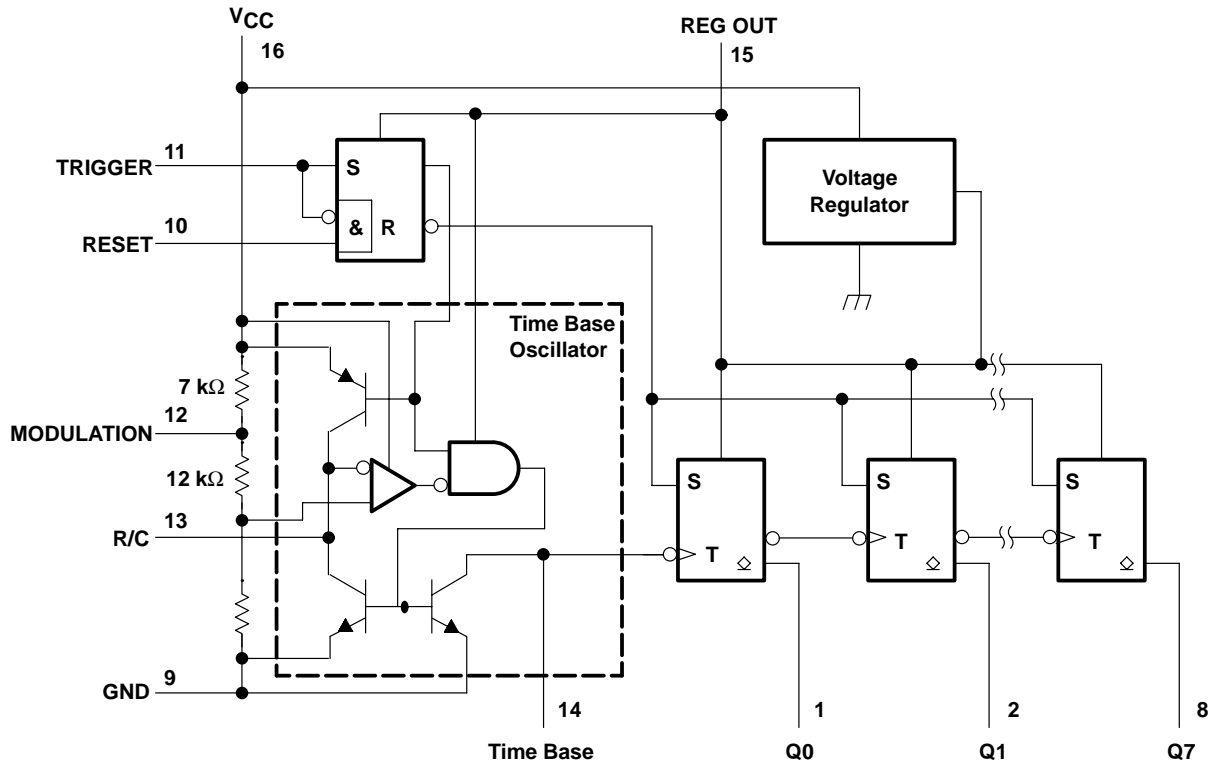 VCC
16
REG OUT
15
TRIGGER
11
S
Voltage
Regulator
10
RESET
&
R
Time Base
Oscillator
7 kΩ
12
MODULATION
12 kΩ
13
R/C
S
S
S
T
T
T
9
GND
14
1
2
8
Time Base
Q0
Q1
Q7